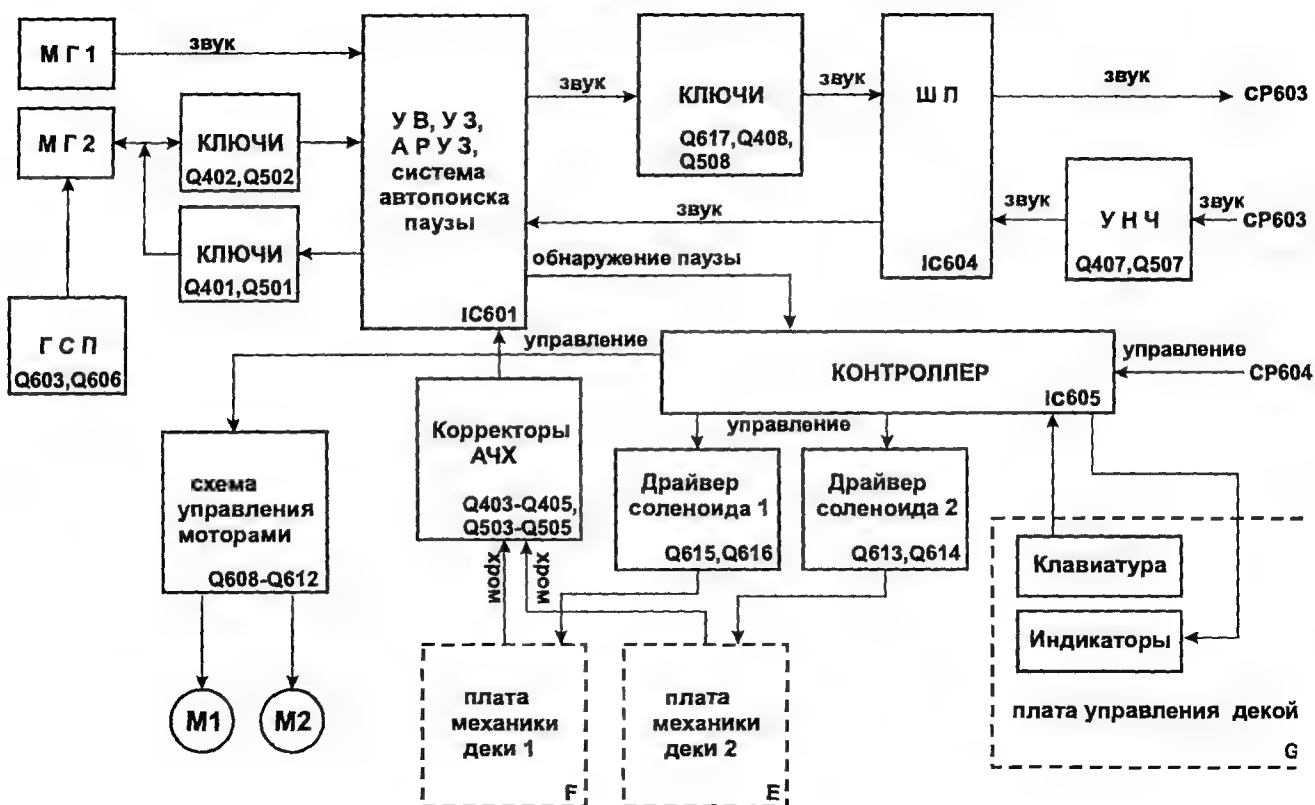 М Г 1
звук
М Г 2
КЛЮЧИ
Q402,Q502
КЛЮЧИ
Q401,Q501
Г С П
Q603,Q606
У В, У З,
А Р У З,
система
автопоиска
паузы
IC601
звук
КЛЮЧИ
Q617,Q408,
Q508
звук
Ш П
IC604
звук
CP603
звук
У Н Ч
Q407,Q507
звук
CP603
звук
обнаружение паузы
управление
КОНТРОЛЛЕР
IC605
управление
CP604
схема
управления
моторами
Q608-Q612
М1
М2
Корректоры
АЧХ
Q403-Q405,
Q503-Q505
управление
Драйвер
соленоида 1
Q615,Q616
Драйвер
соленоида 2
Q613,Q614
хром
хром
плата
механики
деки 1
F
плата
механики
деки 2
E
Клавиатура
Индикаторы
плата управления декой
G